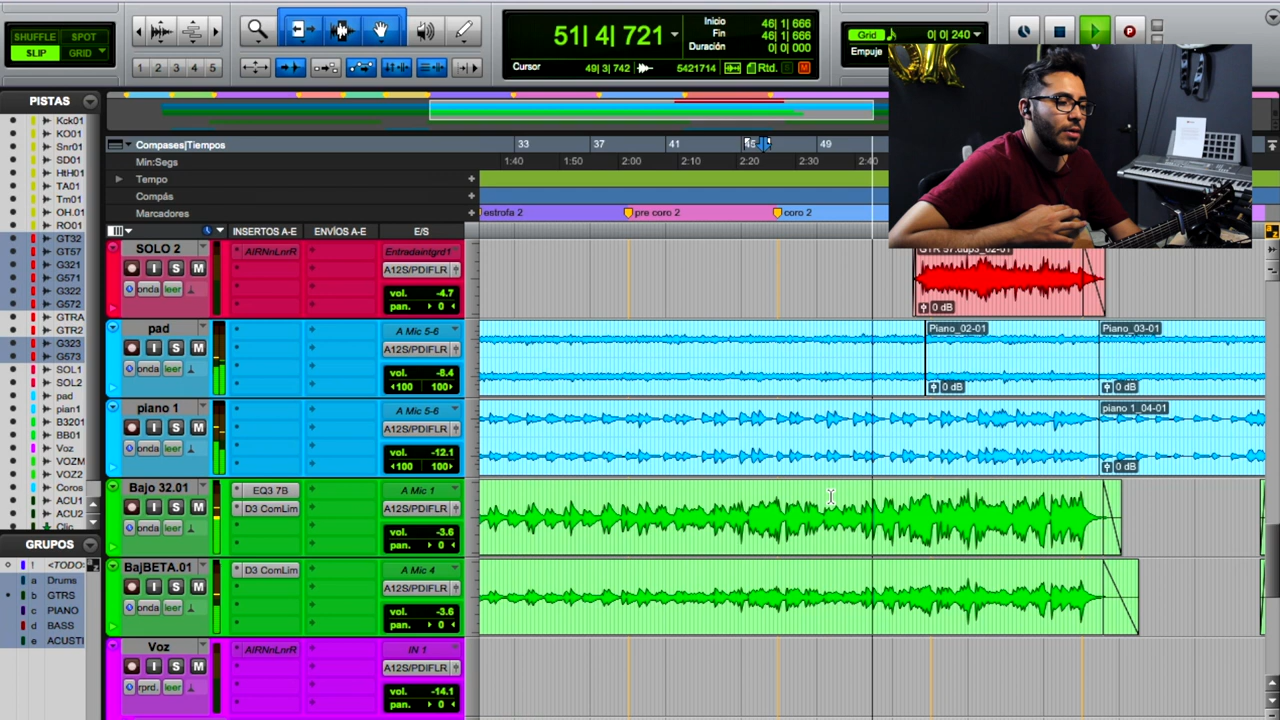 SHUFFLE SPOT
SLIP GRID
1 2 3 4 5
51| 4| 721
Inicio 46| 1| 666
Fin 46| 1| 666
Duración 0| 0| 000
Cursor 49| 3| 742 5421714 Rtd.
Grid 0| 0| 240
Empuje
PISTAS
Kck01
KO01
Snr01
SD01
HtH01
TA01
Tm01
OH.01
RO01
GT32
GT57
G321
G571
G322
G572
GTRA
GTR2
G323
G573
SOL1
SOL2
pad
pian1
B3201
BB01
Voz
VOZM
VOZ2
Coros
ACU1
ACU2
Clic
GRUPOS
! <TODO>
a Drums
b GTRS
c PIANO
d BASS
e ACUSTI
Compases|Tiempos 33 37 41 45 49
Min:Segs 1:40 1:50 2:00 2:10 2:20 2:30 2:40
Tempo
Compás
Marcadores estrofa 2 pre coro 2 coro 2
INSERTOS A-E ENVÍOS A-E E/S
SOLO 2 AIRNnLnrR Entradaintgrd1
I S M A12S/PDIFLR
onda leer vol. -4.7
pan. 0
GTR 57.dup3_02-01
0 dB
pad A Mic 5-6
I S M A12S/PDIFLR
onda leer vol. -8.4
100 100
Piano_02-01 Piano_03-01
0 dB 0 dB
piano 1 A Mic 5-6
I S M A12S/PDIFLR
onda leer vol. -12.1
100 100
piano 1_04-01
0 dB
Bajo 32.01 EQ3 7B A Mic 1
I S M D3 ComLim A12S/PDIFLR
onda leer vol. -3.6
pan. 0
BajBETA.01 D3 ComLim A Mic 4
I S M A12S/PDIFLR
onda leer vol. -3.6
pan. 0
Voz AIRNnLnrR IN 1
I S M A12S/PDIFLR
rprd. leer vol. -14.1
pan. 0